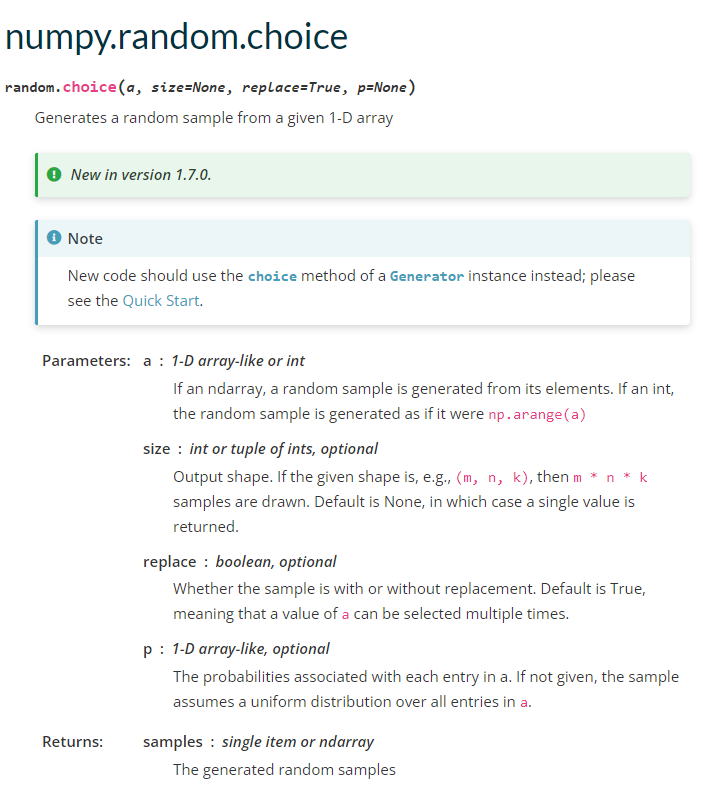 numpy.random.choice
random.choice(a, size=None, replace=True, p=None)
Generates a random sample from a given 1-D array
New in version 1.7.0.
Note
New code should use the choice method of a Generator instance instead; please
see the Quick Start.
Parameters: a : 1-D array-like or int
If an ndarray, a random sample is generated from its elements. If an int,
the random sample is generated as if it were np.arange(a)
size : int or tuple of ints, optional
Output shape. If the given shape is, e.g., (m, n, k), then m * n * k
samples are drawn. Default is None, in which case a single value is
returned.
replace : boolean, optional
Whether the sample is with or without replacement. Default is True,
meaning that a value of a can be selected multiple times.
p : 1-D array-like, optional
The probabilities associated with each entry in a. If not given, the sample
assumes a uniform distribution over all entries in a.
Returns: samples : single item or ndarray
The generated random samples